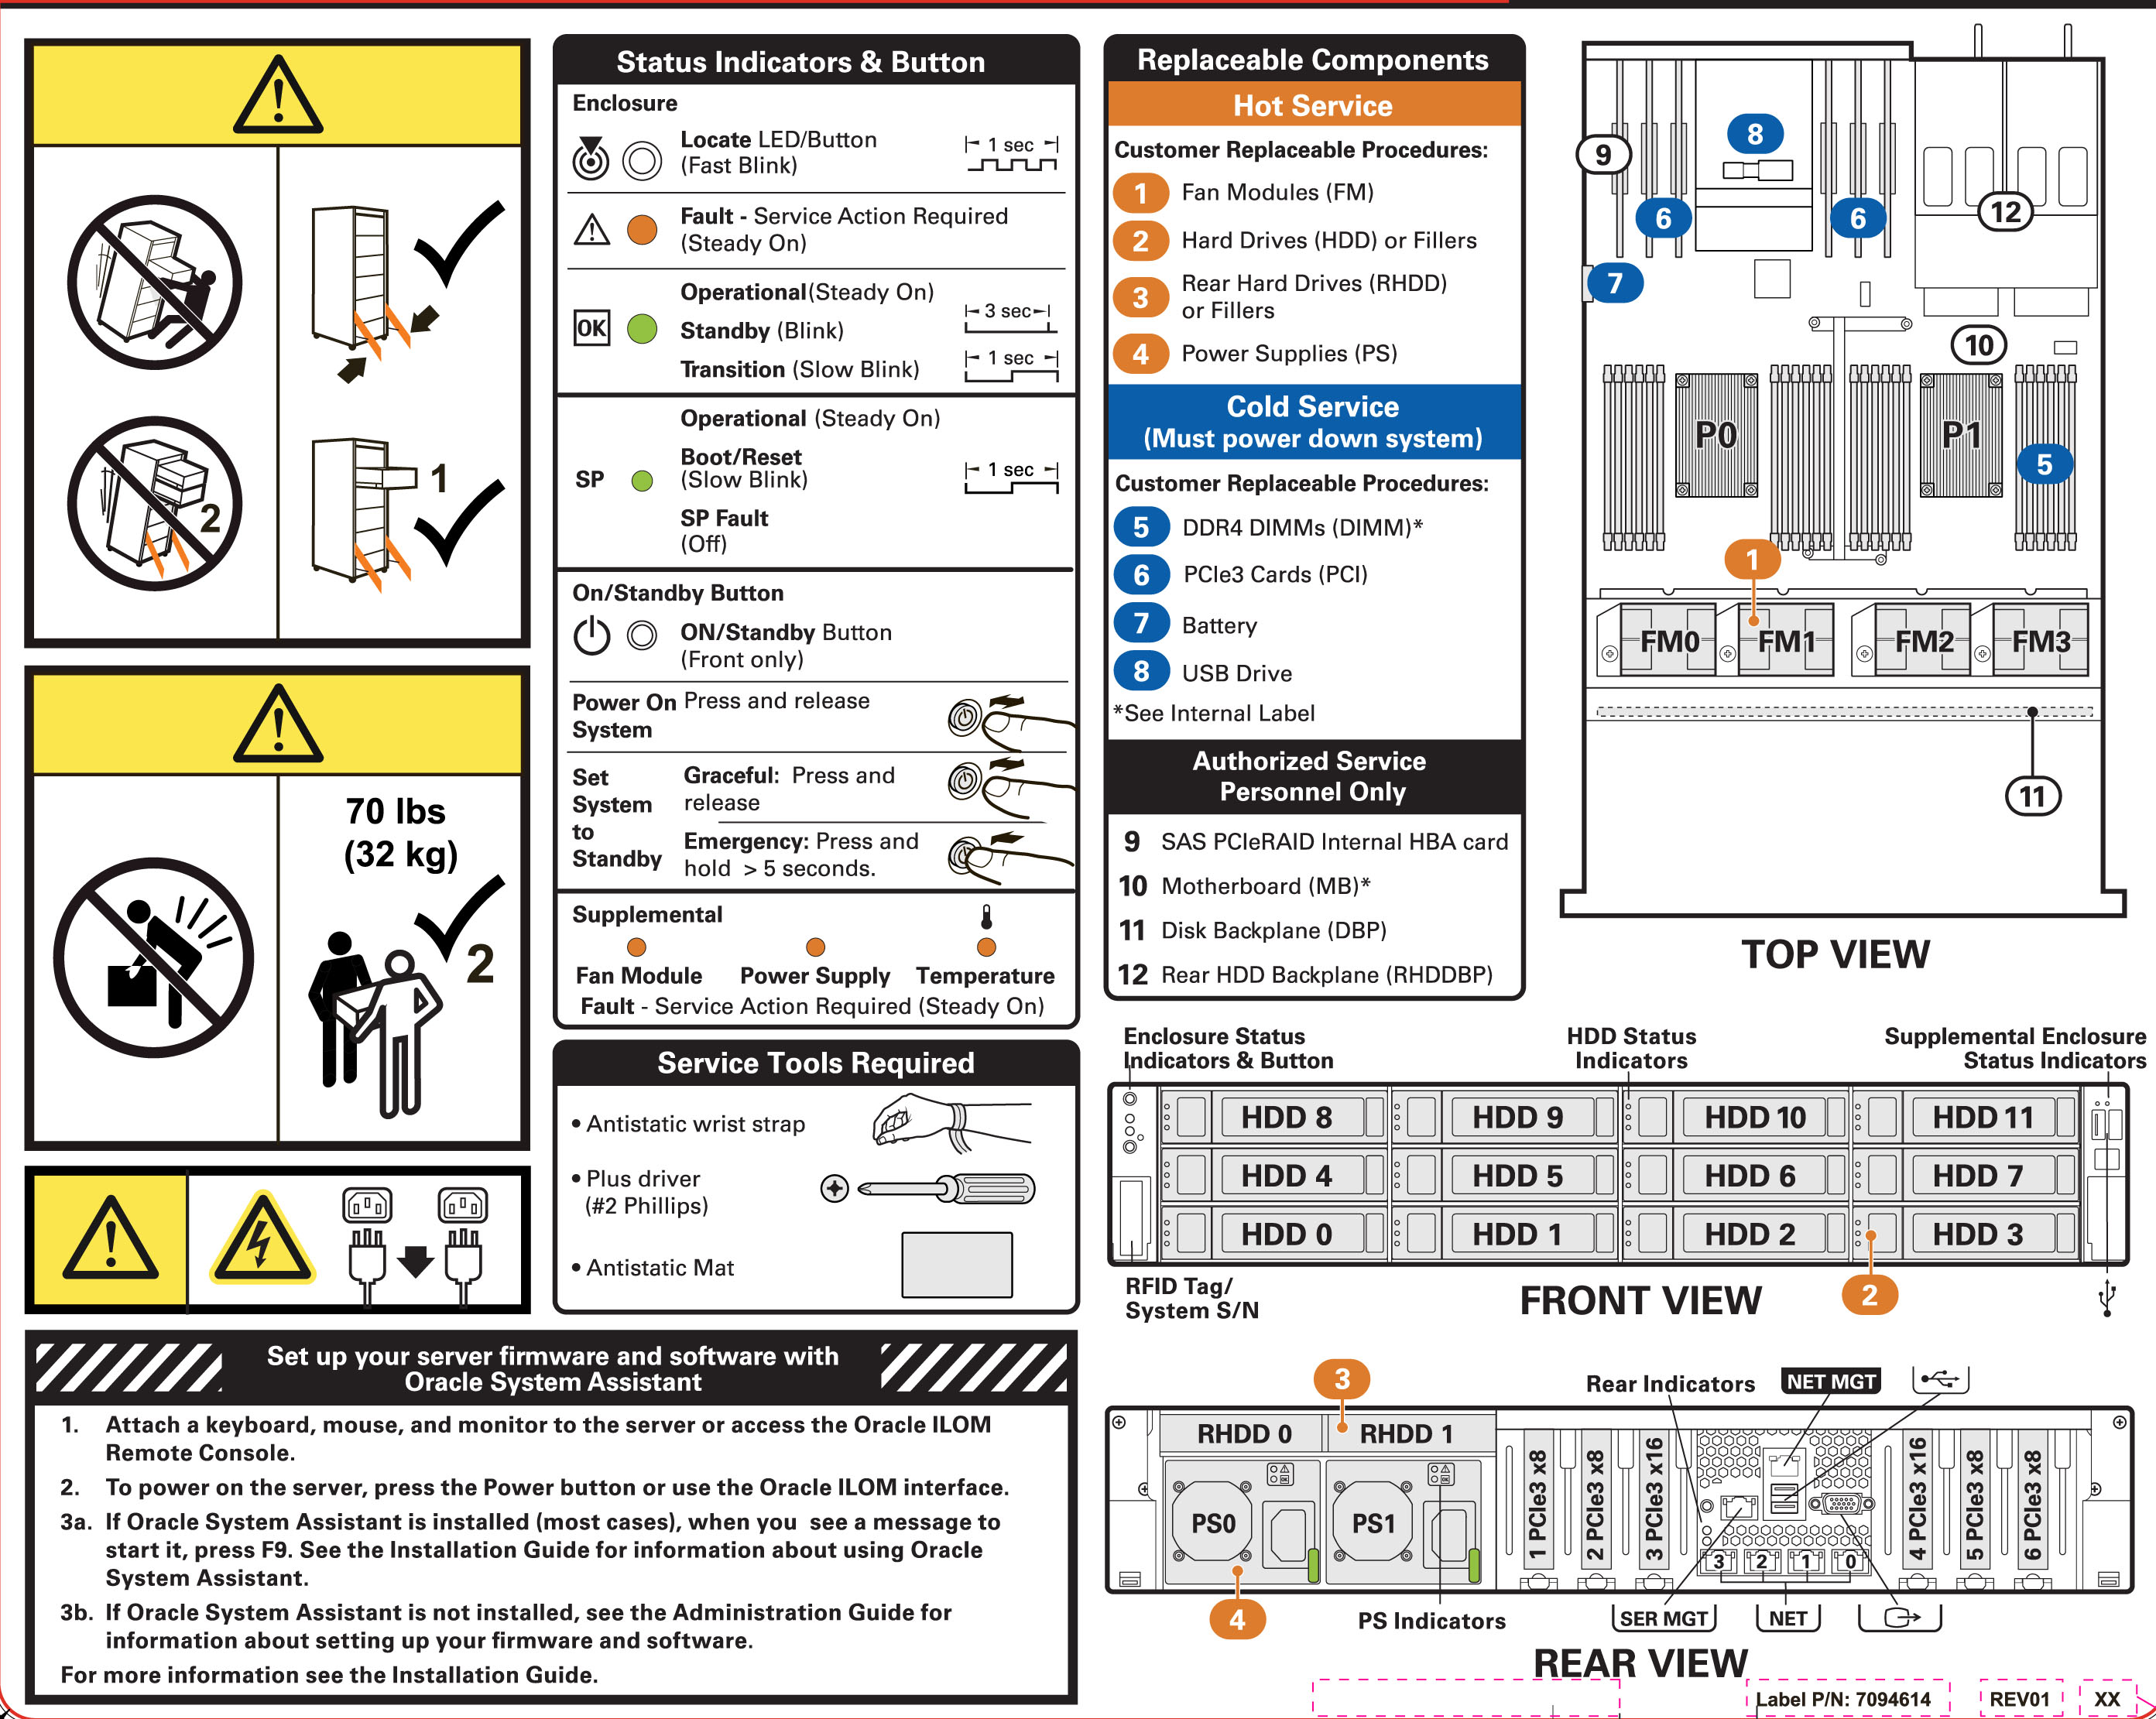 2
1
70 lbs
(32 kg)
2
Status Indicators & Button
Enclosure
Locate LED/Button
(Fast Blink)
1 sec
Fault - Service Action Required
(Steady On)
OK
Operational(Steady On)
Standby (Blink)
3 sec
Transition (Slow Blink)
1 sec
SP
Operational (Steady On)
Boot/Reset
(Slow Blink)
1 sec
SP Fault
(Off)
On/Standby Button
ON/Standby Button
(Front only)
Power On Press and release
System
Set
System
to
Standby
Graceful: Press and
release
Emergency: Press and
hold > 5 seconds.
Supplemental
Fan Module Power Supply Temperature
Fault - Service Action Required (Steady On)
Service Tools Required
• Antistatic wrist strap
• Plus driver
(#2 Phillips)
• Antistatic Mat
Set up your server firmware and software with
Oracle System Assistant
1. Attach a keyboard, mouse, and monitor to the server or access the Oracle ILOM
Remote Console.
2. To power on the server, press the Power button or use the Oracle ILOM interface.
3a. If Oracle System Assistant is installed (most cases), when you see a message to
start it, press F9. See the Installation Guide for information about using Oracle
System Assistant.
3b. If Oracle System Assistant is not installed, see the Administration Guide for
information about setting up your firmware and software.
For more information see the Installation Guide.
Replaceable Components
Hot Service
Customer Replaceable Procedures:
1 Fan Modules (FM)
2 Hard Drives (HDD) or Fillers
3 Rear Hard Drives (RHDD)
or Fillers
4 Power Supplies (PS)
Cold Service
(Must power down system)
Customer Replaceable Procedures:
5 DDR4 DIMMs (DIMM)*
6 PCIe3 Cards (PCI)
7 Battery
8 USB Drive
*See Internal Label
Authorized Service
Personnel Only
9 SAS PCIeRAID Internal HBA card
10 Motherboard (MB)*
11 Disk Backplane (DBP)
12 Rear HDD Backplane (RHDDBP)
8
9
6 6 12
7
10
P0 P1
5
1
FM0 FM1 FM2 FM3
11
TOP VIEW
Enclosure Status
Indicators & Button
HDD Status
Indicators
Supplemental Enclosure
Status Indicators
HDD 8 HDD 9 HDD 10 HDD 11
HDD 4 HDD 5 HDD 6 HDD 7
HDD 0 HDD 1 HDD 2 HDD 3
RFID Tag/
System S/N
FRONT VIEW
2
3
Rear Indicators
NET MGT
RHDD 0 RHDD 1
PS0 PS1
OK OK
1 PCIe3 x8
2 PCIe3 x8
3 PCIe3 x16
3 2 1 0
4 PCIe3 x16
5 PCIe3 x8
6 PCIe3 x8
4
PS Indicators
SER MGT
NET
REAR VIEW
Label P/N: 7094614
REV01
XX